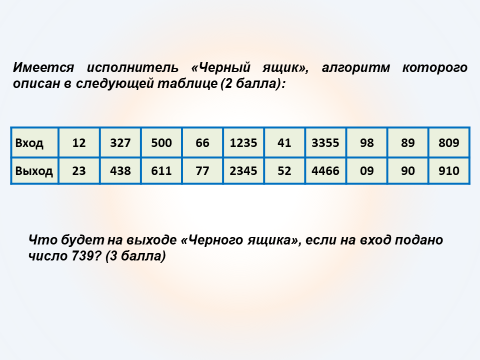 Имеется исполнитель «Черный ящик», алгоритм которого
описан в следующей таблице (2 балла):
Вход 12 327 500 66 1235 41 3355 98 89 809
Выход 23 438 611 77 2345 52 4466 09 90 910
Что будет на выходе «Черного ящика», если на вход подано
число 739? (3 балла)